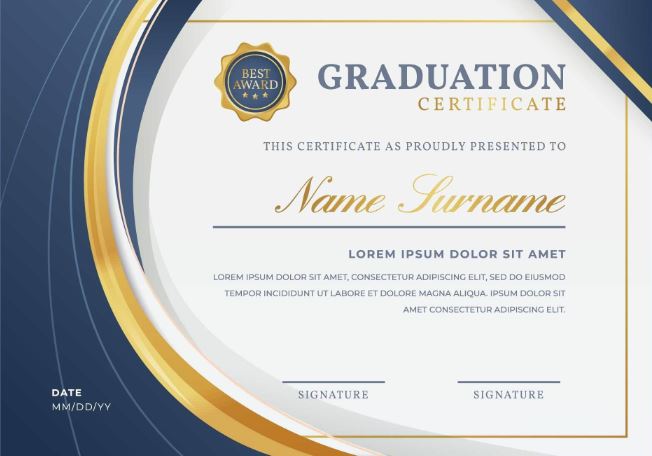 BEST
AWARD
GRADUATION
CERTIFICATE
THIS CERTIFICATE AS PROUDLY PRESENTED TO
Name Surname
LOREM IPSUM DOLOR SIT AMET
LOREM IPSUM DOLOR SIT AMET, CONSECTETUR ADIPISCING ELIT, SED DO EIUSMOD
TEMPOR INCIDIDUNT UT LABORE ET DOLORE MAGNA ALIQUA. IPSUM DOLOR SIT
AMET CONSECTETUR ADIPISCING ELIT.
SIGNATURE
SIGNATURE
DATE
MM/DD/YY